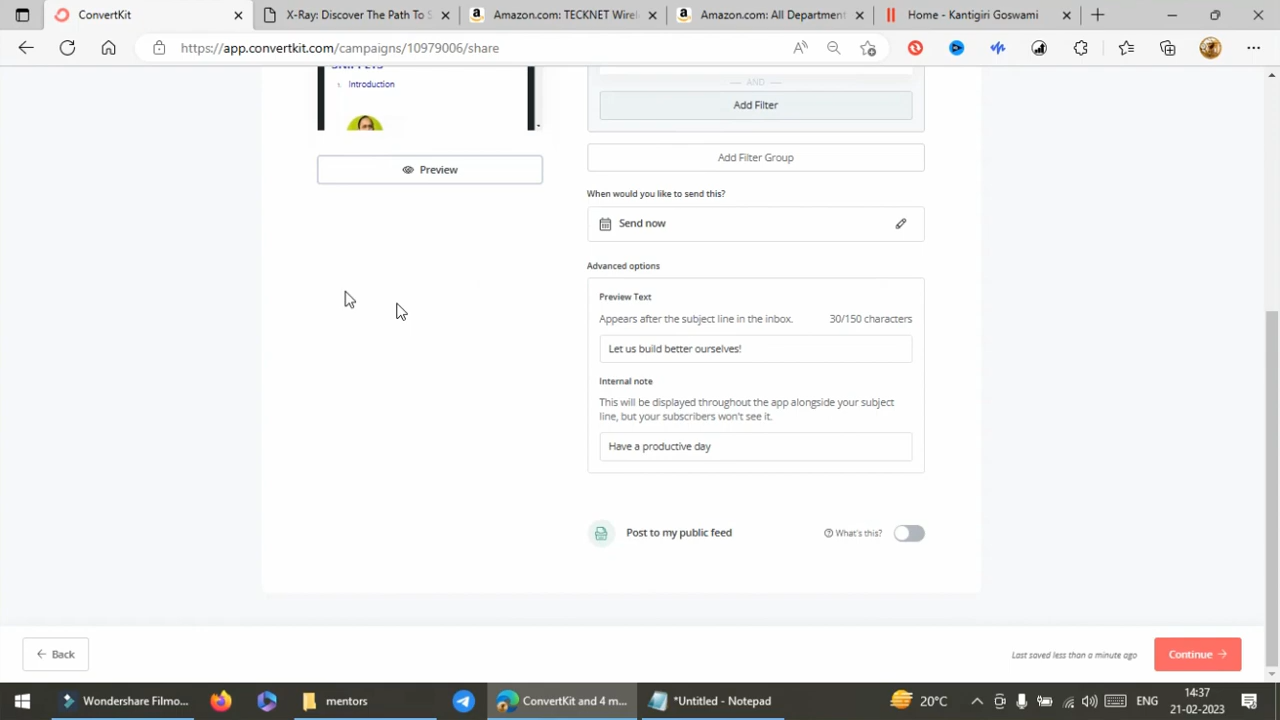 ConvertKit
X-Ray: Discover The Path To S
Amazon.com: TECKNET Wirel
Amazon.com: All Department
Home - Kantigiri Goswami
https://app.convertkit.com/campaigns/10979006/share
Introduction
Preview
AND
Add Filter
Add Filter Group
When would you like to send this?
Send now
Advanced options
Preview Text
Appears after the subject line in the inbox.
30/150 characters
Let us build better ourselves!
Internal note
This will be displayed throughout the app alongside your subject
line, but your subscribers won't see it.
Have a productive day
Post to my public feed
What's this?
Back
Last saved less than a minute ago
Continue
Wondershare Filmo...
mentors
ConvertKit and 4 m...
*Untitled - Notepad
20°C
ENG
14:37
21-02-2023